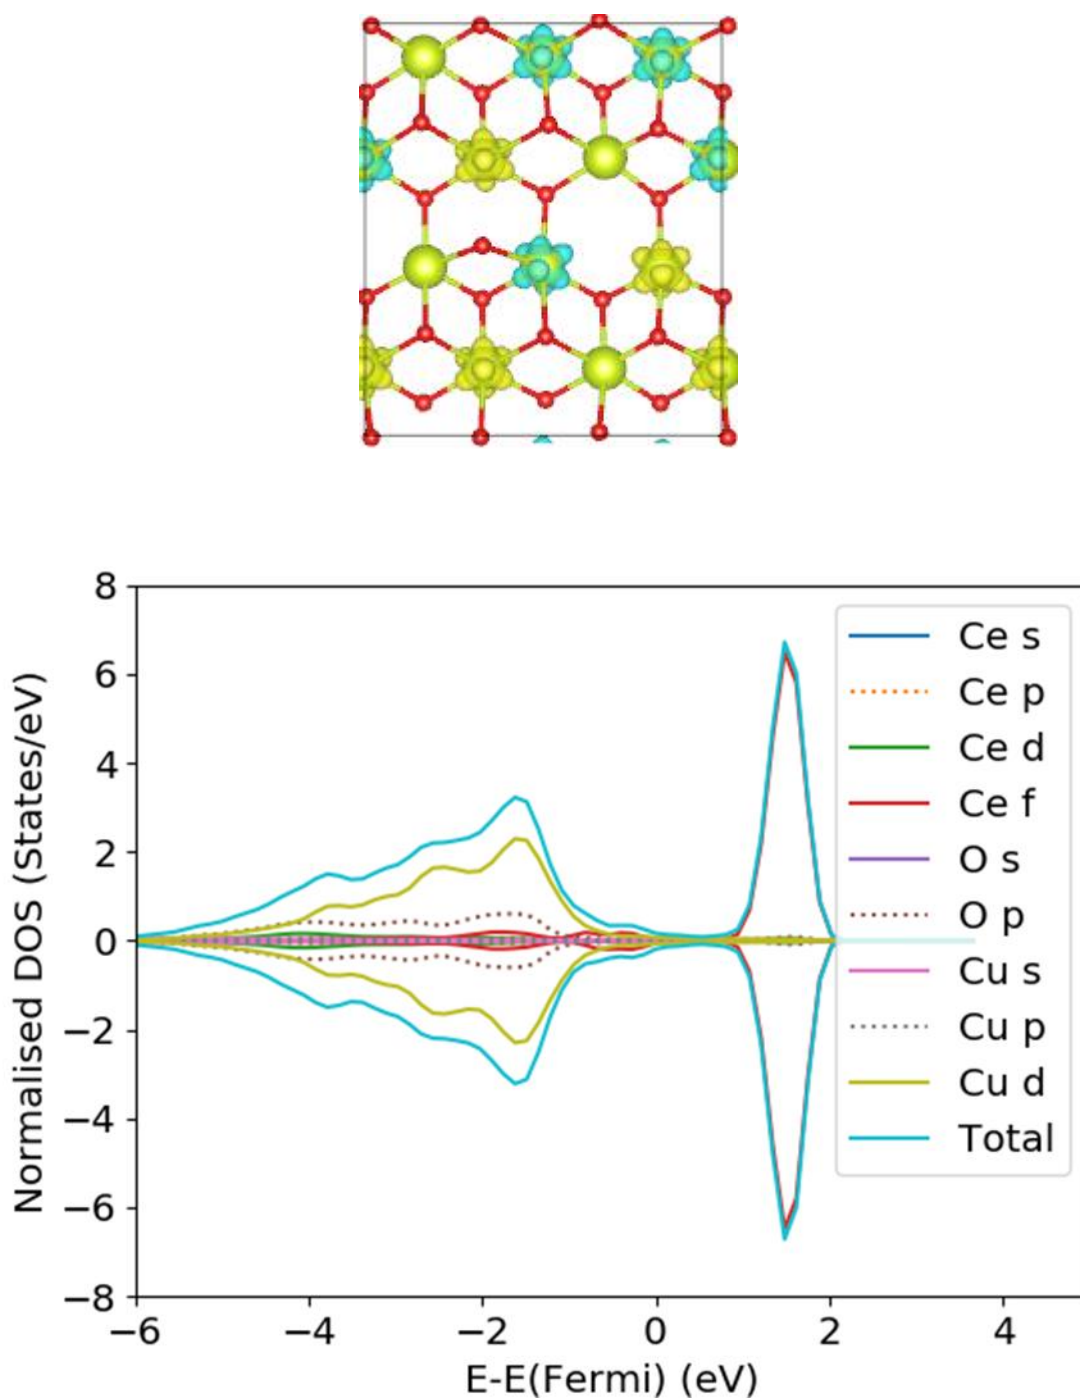 8
6
4
2
0
−2
−4
−6
−8
Normalised DOS (States/eV)
Ce s
Ce p
Ce d
Ce f
O s
O p
Cu s
Cu p
Cu d
Total
−6 −4 −2 0 2 4
E-E(Fermi) (eV)